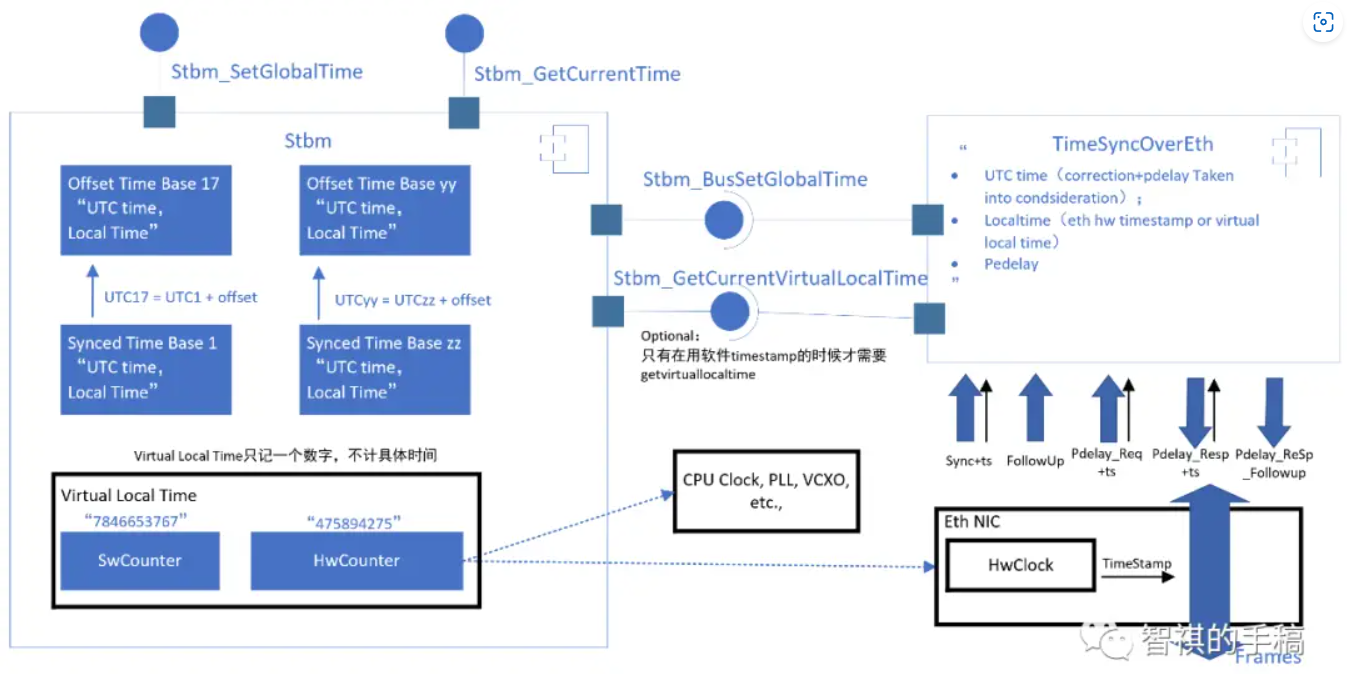 Stbm_SetGlobalTime
Stbm_GetCurrentTime
Stbm
Offset Time Base 17
“UTC time,
Local Time”
Offset Time Base yy
“UTC time,
Local Time”
UTC17 = UTC1 + offset
UTCyy = UTCzz + offset
Synced Time Base 1
“UTC time,
Local Time”
Synced Time Base zz
“UTC time,
Local Time”
Virtual Local Time只记一个数字，不计具体时间
Virtual Local Time
“7846653767”
“475894275”
SwCounter
HwCounter
Stbm_BusSetGlobalTime
Stbm_GetCurrentVirtualLocalTime
Optional：
只有在用软件timestamp的时候才需要
getvirtuallocaltime
CPU Clock, PLL, VCXO,
etc.,
TimeSyncOverEth
“
• UTC time（correction+pdelay Taken
into condsideration）;
• Localtime（eth hw timestamp or virtual
local time）
• Pedelay
”
Sync+ts
FollowUp
Pdelay_Req
+ts
Pdelay_Resp
+ts
Pdelay_ReSp
_Followup
Eth NIC
HwClock
TimeStamp
智祺的手稿
Frames